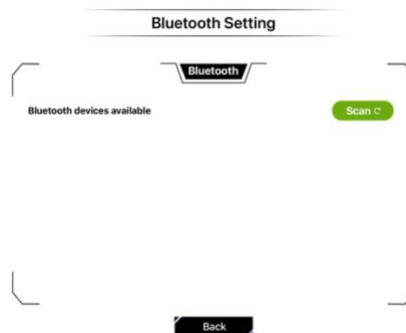 Bluetooth Setting
Bluetooth
Bluetooth devices available
Scan
Back